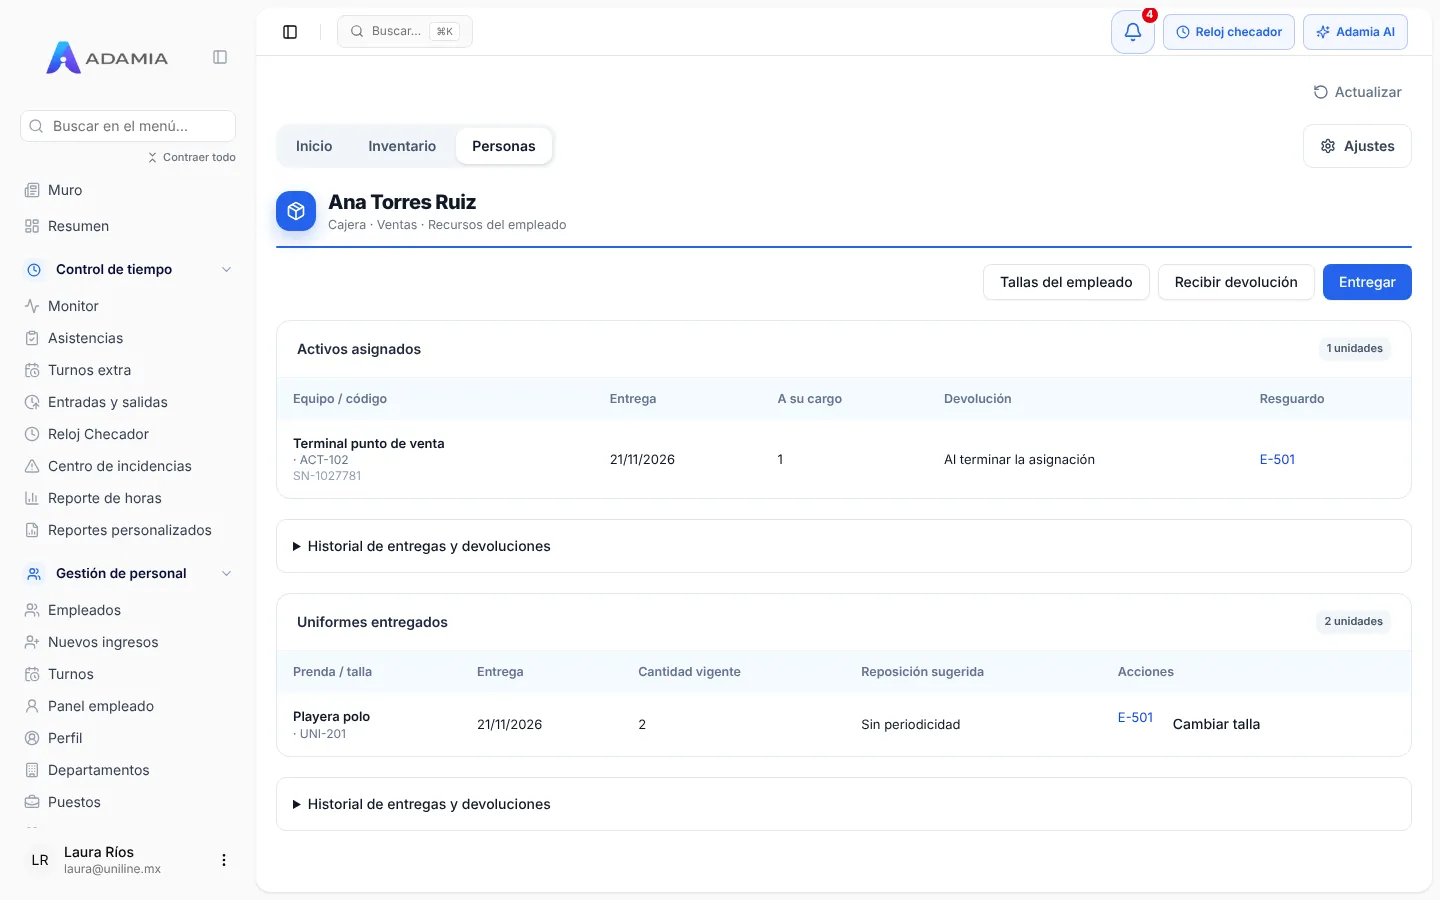 ADAMIA
Buscar en el menú...
Contraer todo
Muro
Resumen
Control de tiempo
Monitor
Asistencias
Turnos extra
Entradas y salidas
Reloj Checador
Centro de incidencias
Reporte de horas
Reportes personalizados
Gestión de personal
Empleados
Nuevos ingresos
Turnos
Panel empleado
Perfil
Departamentos
Puestos
LR
Laura Ríos
laura@uniline.mx
Buscar... ⌘K
4
Reloj checador
Adamia AI
Actualizar
Inicio Inventario Personas
Ajustes
Ana Torres Ruiz
Cajera · Ventas · Recursos del empleado
Tallas del empleado Recibir devolución Entregar
Activos asignados 1 unidades
Equipo / código Entrega A su cargo Devolución Resguardo
Terminal punto de venta
· ACT-102
SN-1027781
21/11/2026 1 Al terminar la asignación E-501
Historial de entregas y devoluciones
Uniformes entregados 2 unidades
Prenda / talla Entrega Cantidad vigente Reposición sugerida Acciones
Playera polo
· UNI-201
21/11/2026 2 Sin periodicidad E-501 Cambiar talla
Historial de entregas y devoluciones